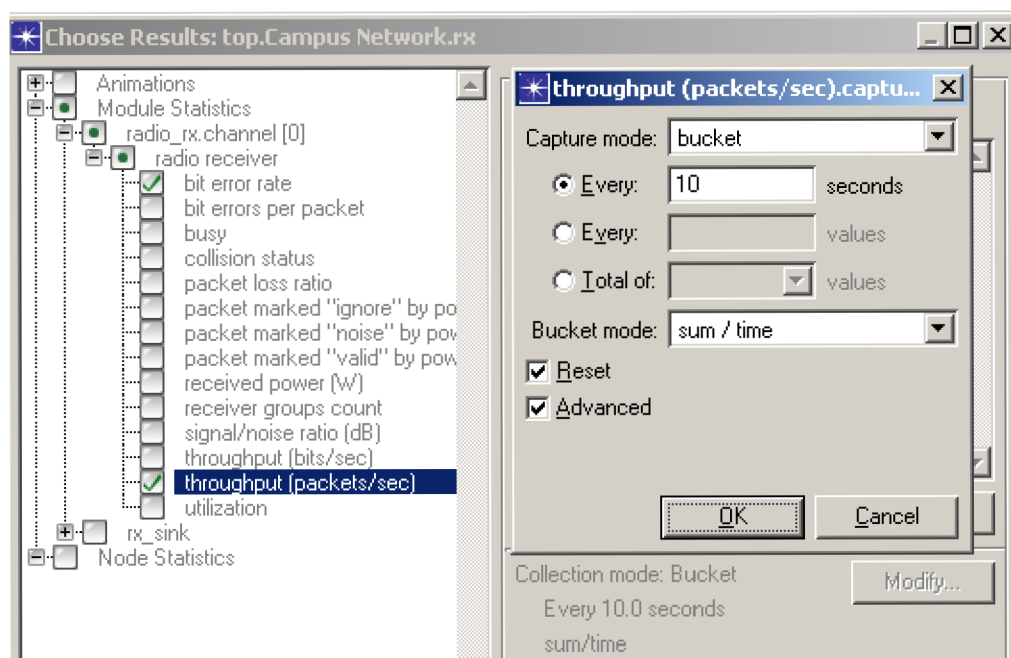 Choose Results: top.Campus Network.rx
Animations
Module Statistics
radio_rx.channel [0]
radio receiver
bit error rate
bit errors per packet
busy
collision status
packet loss ratio
packet marked "ignore" by po
packet marked "noise" by pow
packet marked "valid" by pow
received power (W)
receiver groups count
signal/noise ratio (dB)
throughput (bits/sec)
throughput (packets/sec)
utilization
rx_sink
Node Statistics
throughput (packets/sec).captu...
Capture mode: bucket
Every: 10 seconds
Every: values
Total of: values
Bucket mode: sum / time
Reset
Advanced
OK Cancel
Collection mode: Bucket Modify...
Every 10.0 seconds
sum/time